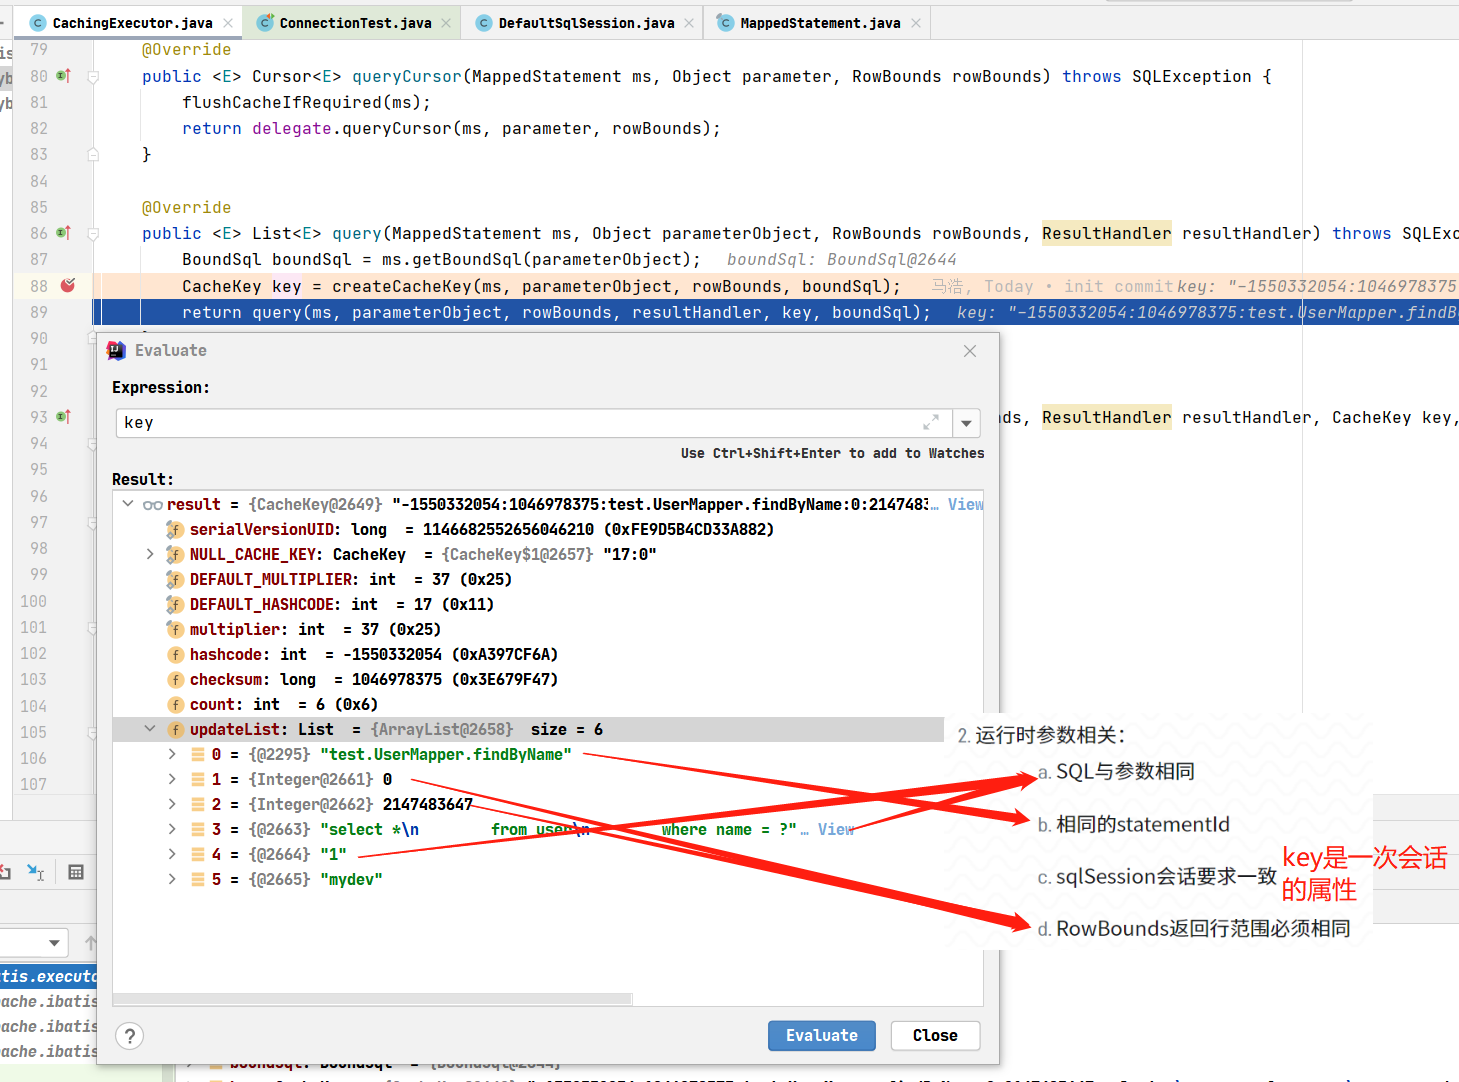 CachingExecutor.java
ConnectionTest.java
DefaultSqlSession.java
MappedStatement.java
79 @Override
80 public <E> Cursor<E> queryCursor(MappedStatement ms, Object parameter, RowBounds rowBounds) throws SQLException {
81 flushCacheIfRequired(ms);
82 return delegate.queryCursor(ms, parameter, rowBounds);
83 }
84
85 @Override
86 public <E> List<E> query(MappedStatement ms, Object parameterObject, RowBounds rowBounds, ResultHandler resultHandler) throws SQLExc
87 BoundSql boundSql = ms.getBoundSql(parameterObject); boundSql: BoundSql@2644
88 CacheKey key = createCacheKey(ms, parameterObject, rowBounds, boundSql); 马浩, Today • init commit key: "-1550332054:1046978375
89 return query(ms, parameterObject, rowBounds, resultHandler, key, boundSql); key: "-1550332054:1046978375:test.UserMapper.findB
90
91
92
93 ds, ResultHandler resultHandler, CacheKey key,
94
95
96
97
98
99
100
101
102
103
104
105
106
107
Evaluate
Expression:
key
Use Ctrl+Shift+Enter to add to Watches
Result:
result = {CacheKey@2649} "-1550332054:1046978375:test.UserMapper.findByName:0:2147483… View
serialVersionUID: long = 1146682552656046210 (0xFE9D5B4CD33A882)
NULL_CACHE_KEY: CacheKey = {CacheKey$1@2657} "17:0"
DEFAULT_MULTIPLIER: int = 37 (0x25)
DEFAULT_HASHCODE: int = 17 (0x11)
multiplier: int = 37 (0x25)
hashcode: int = -1550332054 (0xA397CF6A)
checksum: long = 1046978375 (0x3E679F47)
count: int = 6 (0x6)
updateList: List = {ArrayList@2658} size = 6
0 = {@2295} "test.UserMapper.findByName"
1 = {Integer@2661} 0
2 = {Integer@2662} 2147483647
3 = {@2663} "select *\n from user\n where name = ?"… View
4 = {@2664} "1"
5 = {@2665} "mydev"
2. 运行时参数相关：
a. SQL与参数相同
b. 相同的statementId
c. sqlSession会话要求一致
d. RowBounds返回行范围必须相同
key是一次会话
的属性
Evaluate
Close
tis.executo
ache.ibatis
ache.ibatis
ache.ibatis